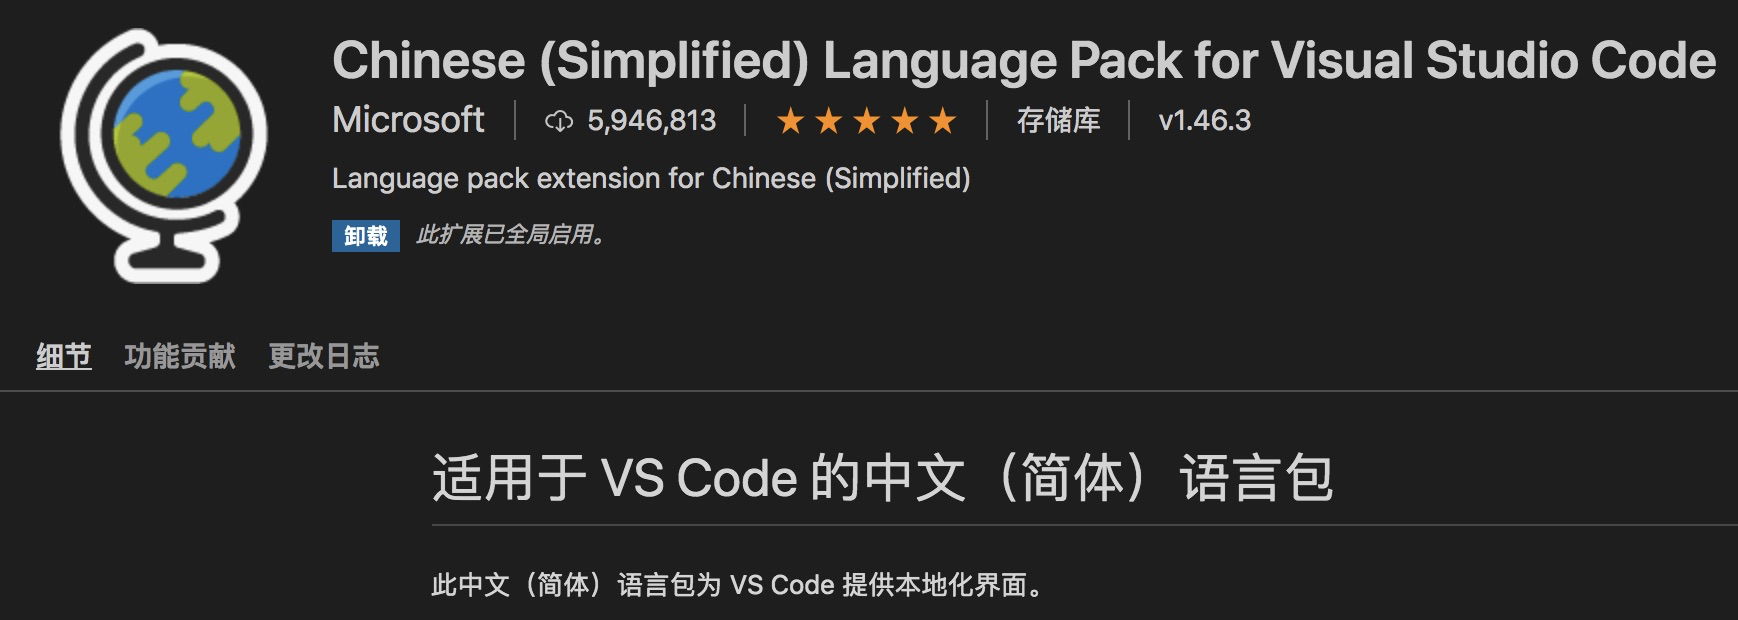 Chinese (Simplified) Language Pack for Visual Studio Code
Microsoft 5,946,813 ★★★★★ 存储库 v1.46.3
Language pack extension for Chinese (Simplified)
卸载 此扩展已全局启用。
细节 功能贡献 更改日志
适用于 VS Code 的中文（简体）语言包
此中文（简体）语言包为 VS Code 提供本地化界面。